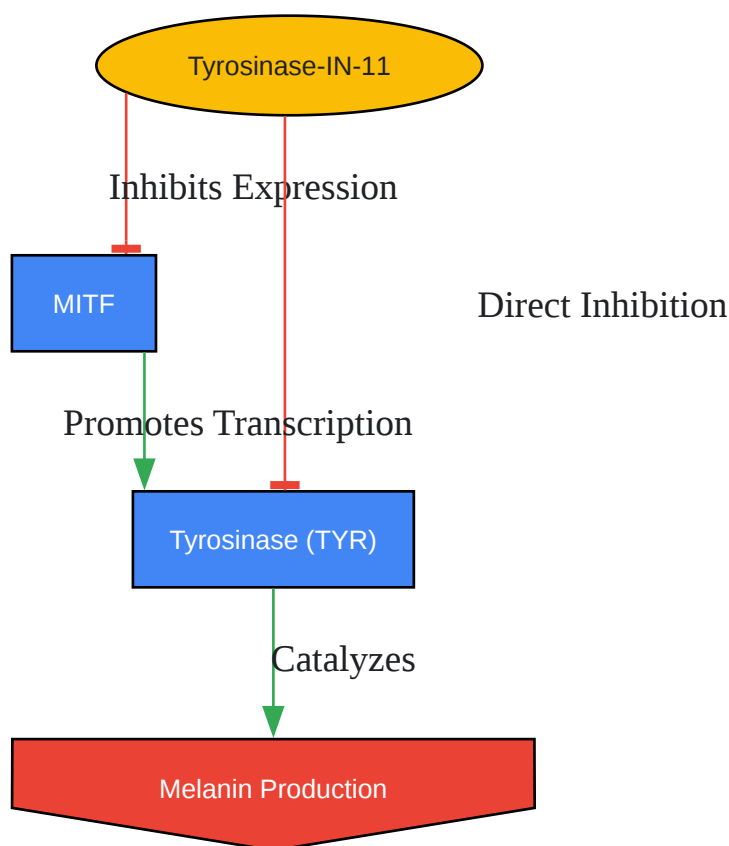 Tyrosinase-IN-11
Inhibits Expression
MITF
Direct Inhibition
Promotes Transcription
Tyrosinase (TYR)
Catalyzes
Melanin Production